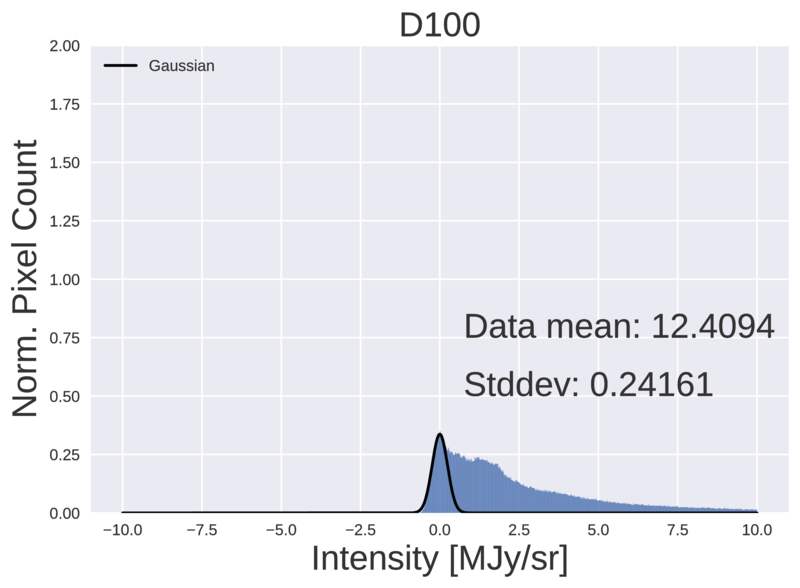 D100
2.00
Gaussian
1.75
1.50
1.25
1.00
0.75
0.50
0.25
0.00
Norm. Pixel Count
Data mean: 12.4094
Stddev: 0.24161
−10.0 −7.5 −5.0 −2.5 0.0 2.5 5.0 7.5 10.0
Intensity [MJy/sr]